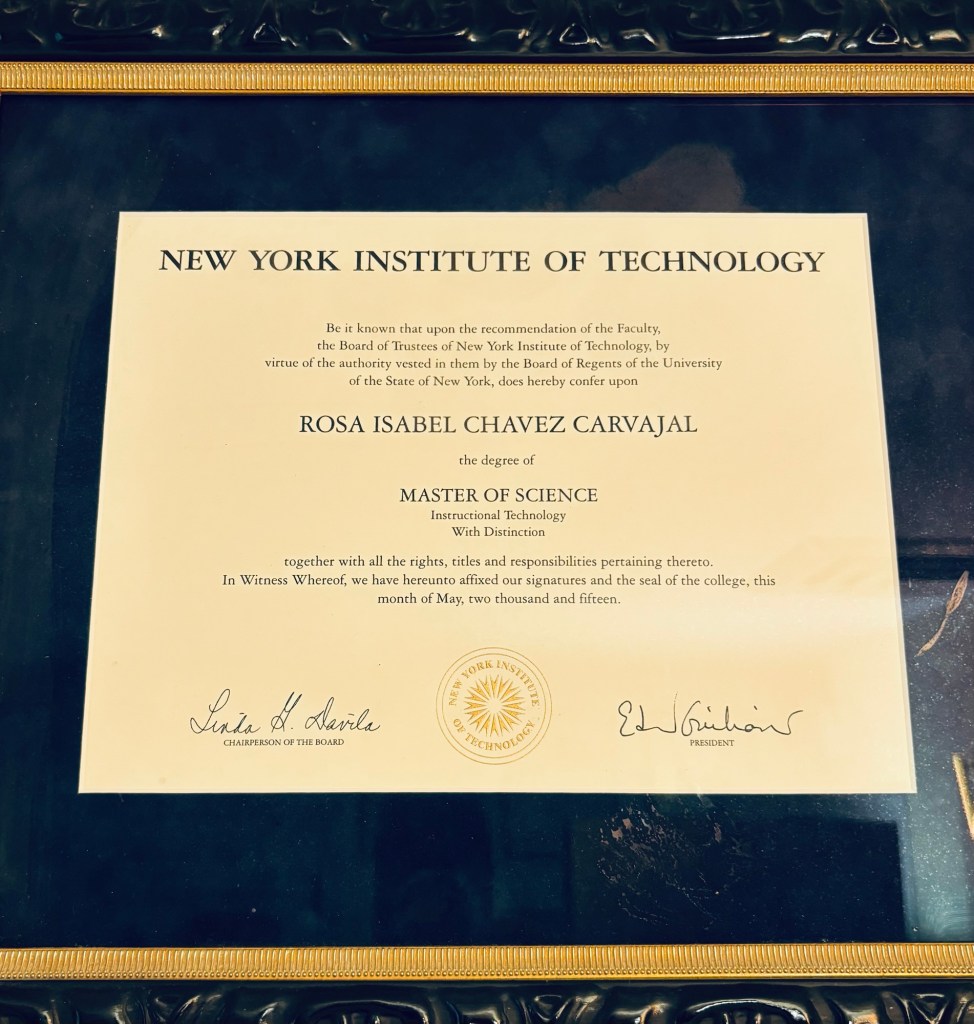 NEW YORK INSTITUTE OF TECHNOLOGY
Be it known that upon the recommendation of the Faculty,
the Board of Trustees of New York Institute of Technology, by
virtue of the authority vested in them by the Board of Regents of the University
of the State of New York, does hereby confer upon
ROSA ISABEL CHAVEZ CARVAJAL
the degree of
MASTER OF SCIENCE
Instructional Technology
With Distinction
together with all the rights, titles and responsibilities pertaining thereto.
In Witness Whereof, we have hereunto affixed our signatures and the seal of the college, this
month of May, two thousand and fifteen.
Linda G. Davila
CHAIRPERSON OF THE BOARD
NEW YORK INSTITUTE
OF TECHNOLOGY
PRESIDENT